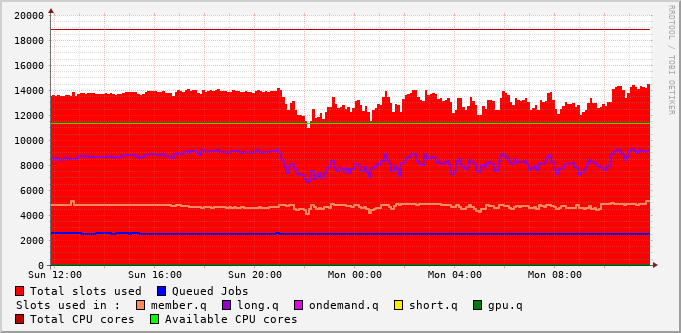 20000
18000
16000
14000
12000
10000
8000
6000
4000
2000
0
Sun 12:00 Sun 16:00 Sun 20:00 Mon 00:00 Mon 04:00 Mon 08:00
RRDTOOL / TOBI OETIKER
Total slots used Queued Jobs
Slots used in : member.q long.q ondemand.q short.q gpu.q
Total CPU cores Available CPU cores